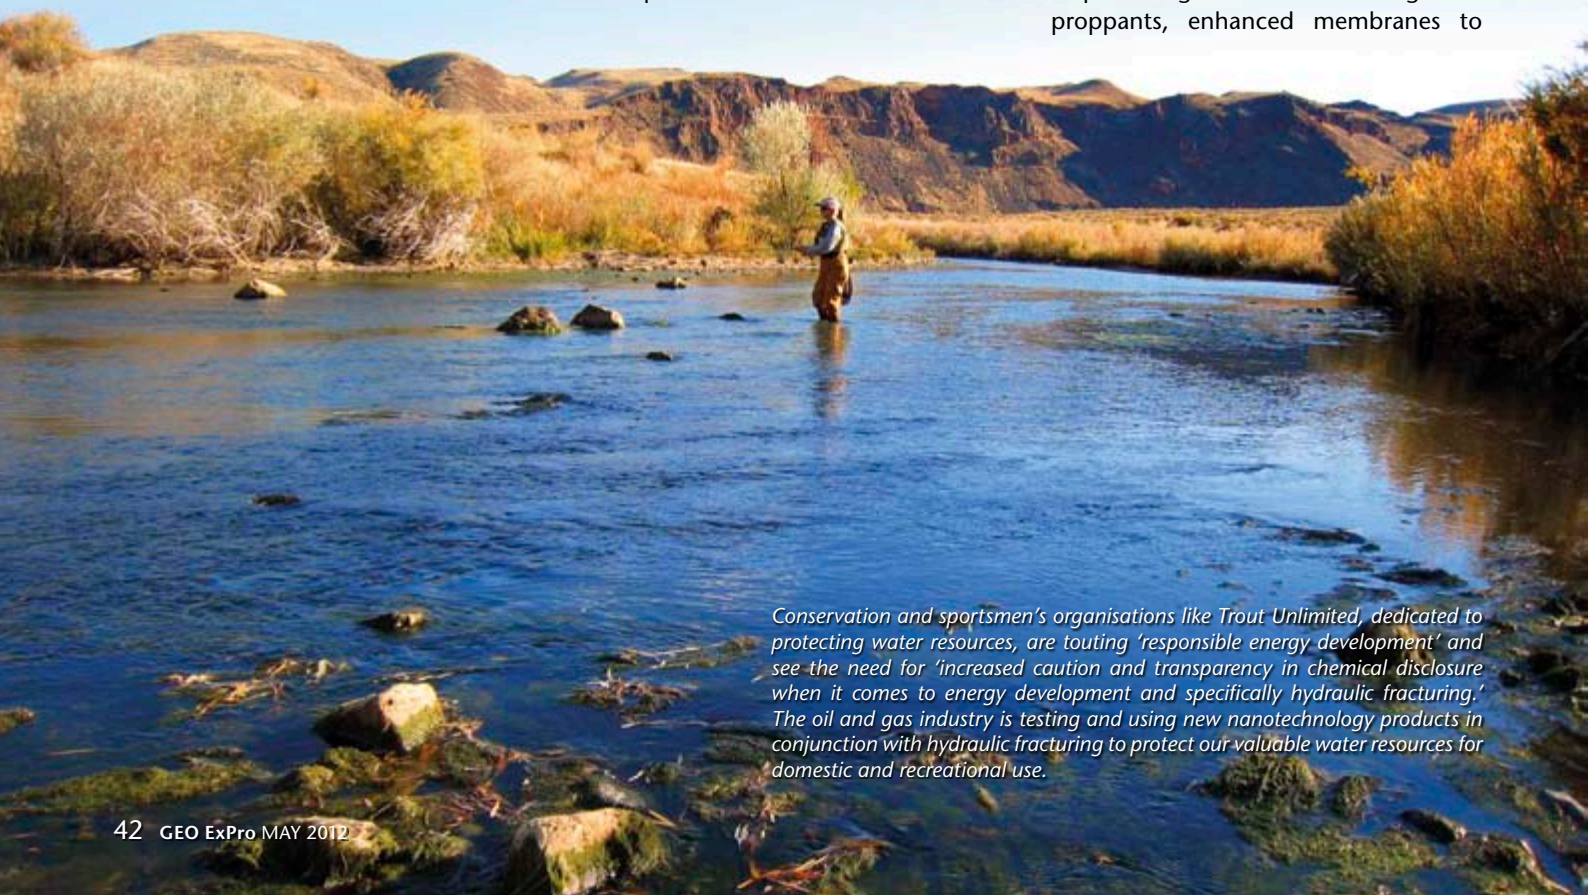 proppants, enhanced membranes to
Conservation and sportsmen's organisations like Trout Unlimited, dedicated to
protecting water resources, are touting 'responsible energy development' and
see the need for 'increased caution and transparency in chemical disclosure
when it comes to energy development and specifically hydraulic fracturing.'
The oil and gas industry is testing and using new nanotechnology products in
conjunction with hydraulic fracturing to protect our valuable water resources for
domestic and recreational use.
42 GEO ExPro MAY 2012